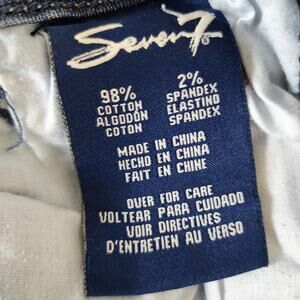 Seven7
98%
COTTON
ALGODÓN
COTON
2%
SPANDEX
ELASTINO
SPANDEX
MADE IN CHINA
HECHO EN CHINA
FAIT EN CHINE
OVER FOR CARE
VOLTEAR PARA CUIDADO
VOIR DIRECTIVES
D'ENTRETIEN AU VERSO